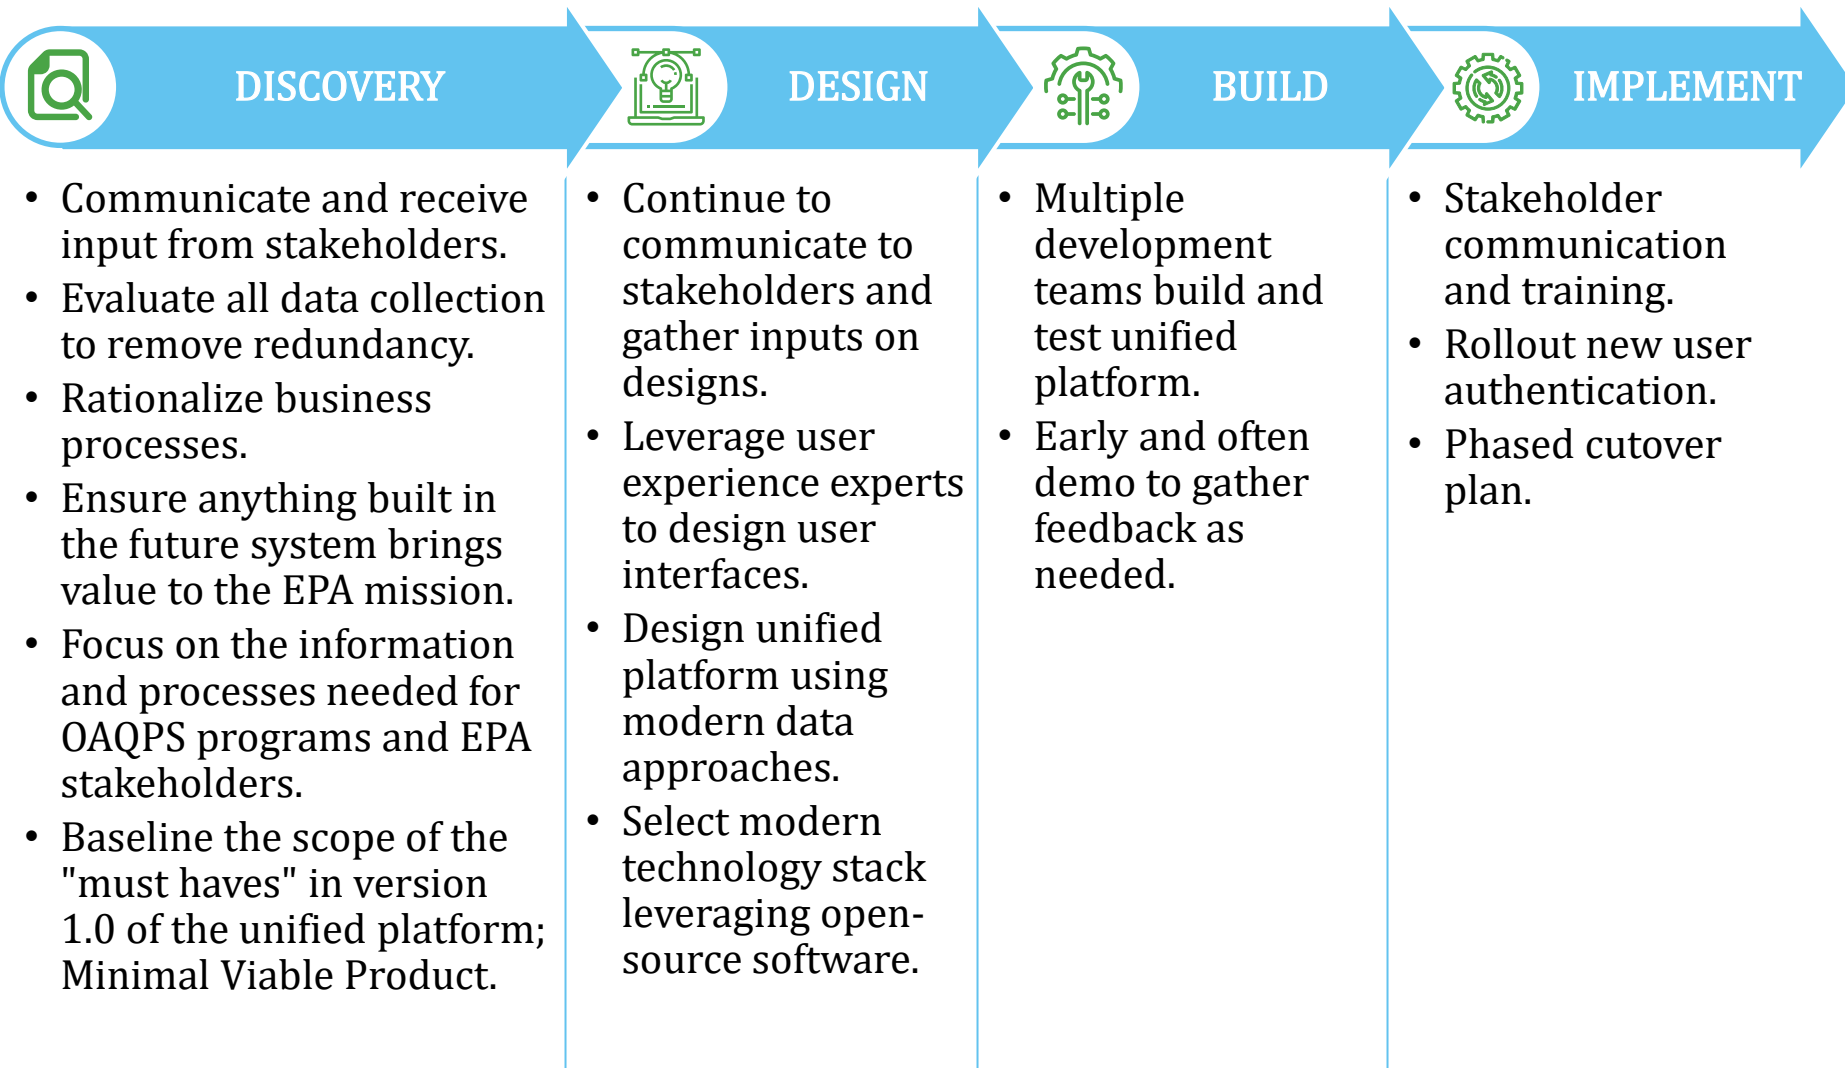 DISCOVERY
• Communicate and receive
input from stakeholders.
• Evaluate all data collection
to remove redundancy.
• Rationalize business
processes.
• Ensure anything built in
the future system brings
value to the EPA mission.
• Focus on the information
and processes needed for
OAQPS programs and EPA
stakeholders.
• Baseline the scope of the
"must haves" in version
1.0 of the unified platform;
Minimal Viable Product.
DESIGN
• Continue to
communicate to
stakeholders and
gather inputs on
designs.
• Leverage user
experience experts
to design user
interfaces.
• Design unified
platform using
modern data
approaches.
• Select modern
technology stack
leveraging open-
source software.
BUILD
• Multiple
development
teams build and
test unified
platform.
• Early and often
demo to gather
feedback as
needed.
IMPLEMENT
• Stakeholder
communication
and training.
• Rollout new user
authentication.
• Phased cutover
plan.